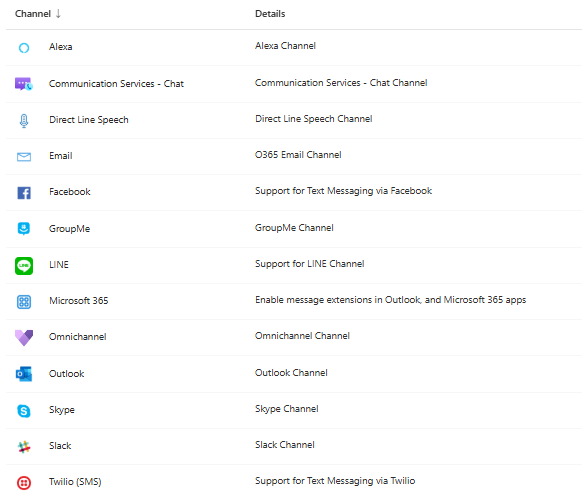 Channel ↓ Details
Alexa Alexa Channel
Communication Services - Chat Communication Services - Chat Channel
Direct Line Speech Direct Line Speech Channel
Email O365 Email Channel
Facebook Support for Text Messaging via Facebook
GroupMe GroupMe Channel
LINE Support for LINE Channel
Microsoft 365 Enable message extensions in Outlook, and Microsoft 365 apps
Omnichannel Omnichannel Channel
Outlook Outlook Channel
Skype Skype Channel
Slack Slack Channel
Twilio (SMS) Support for Text Messaging via Twilio